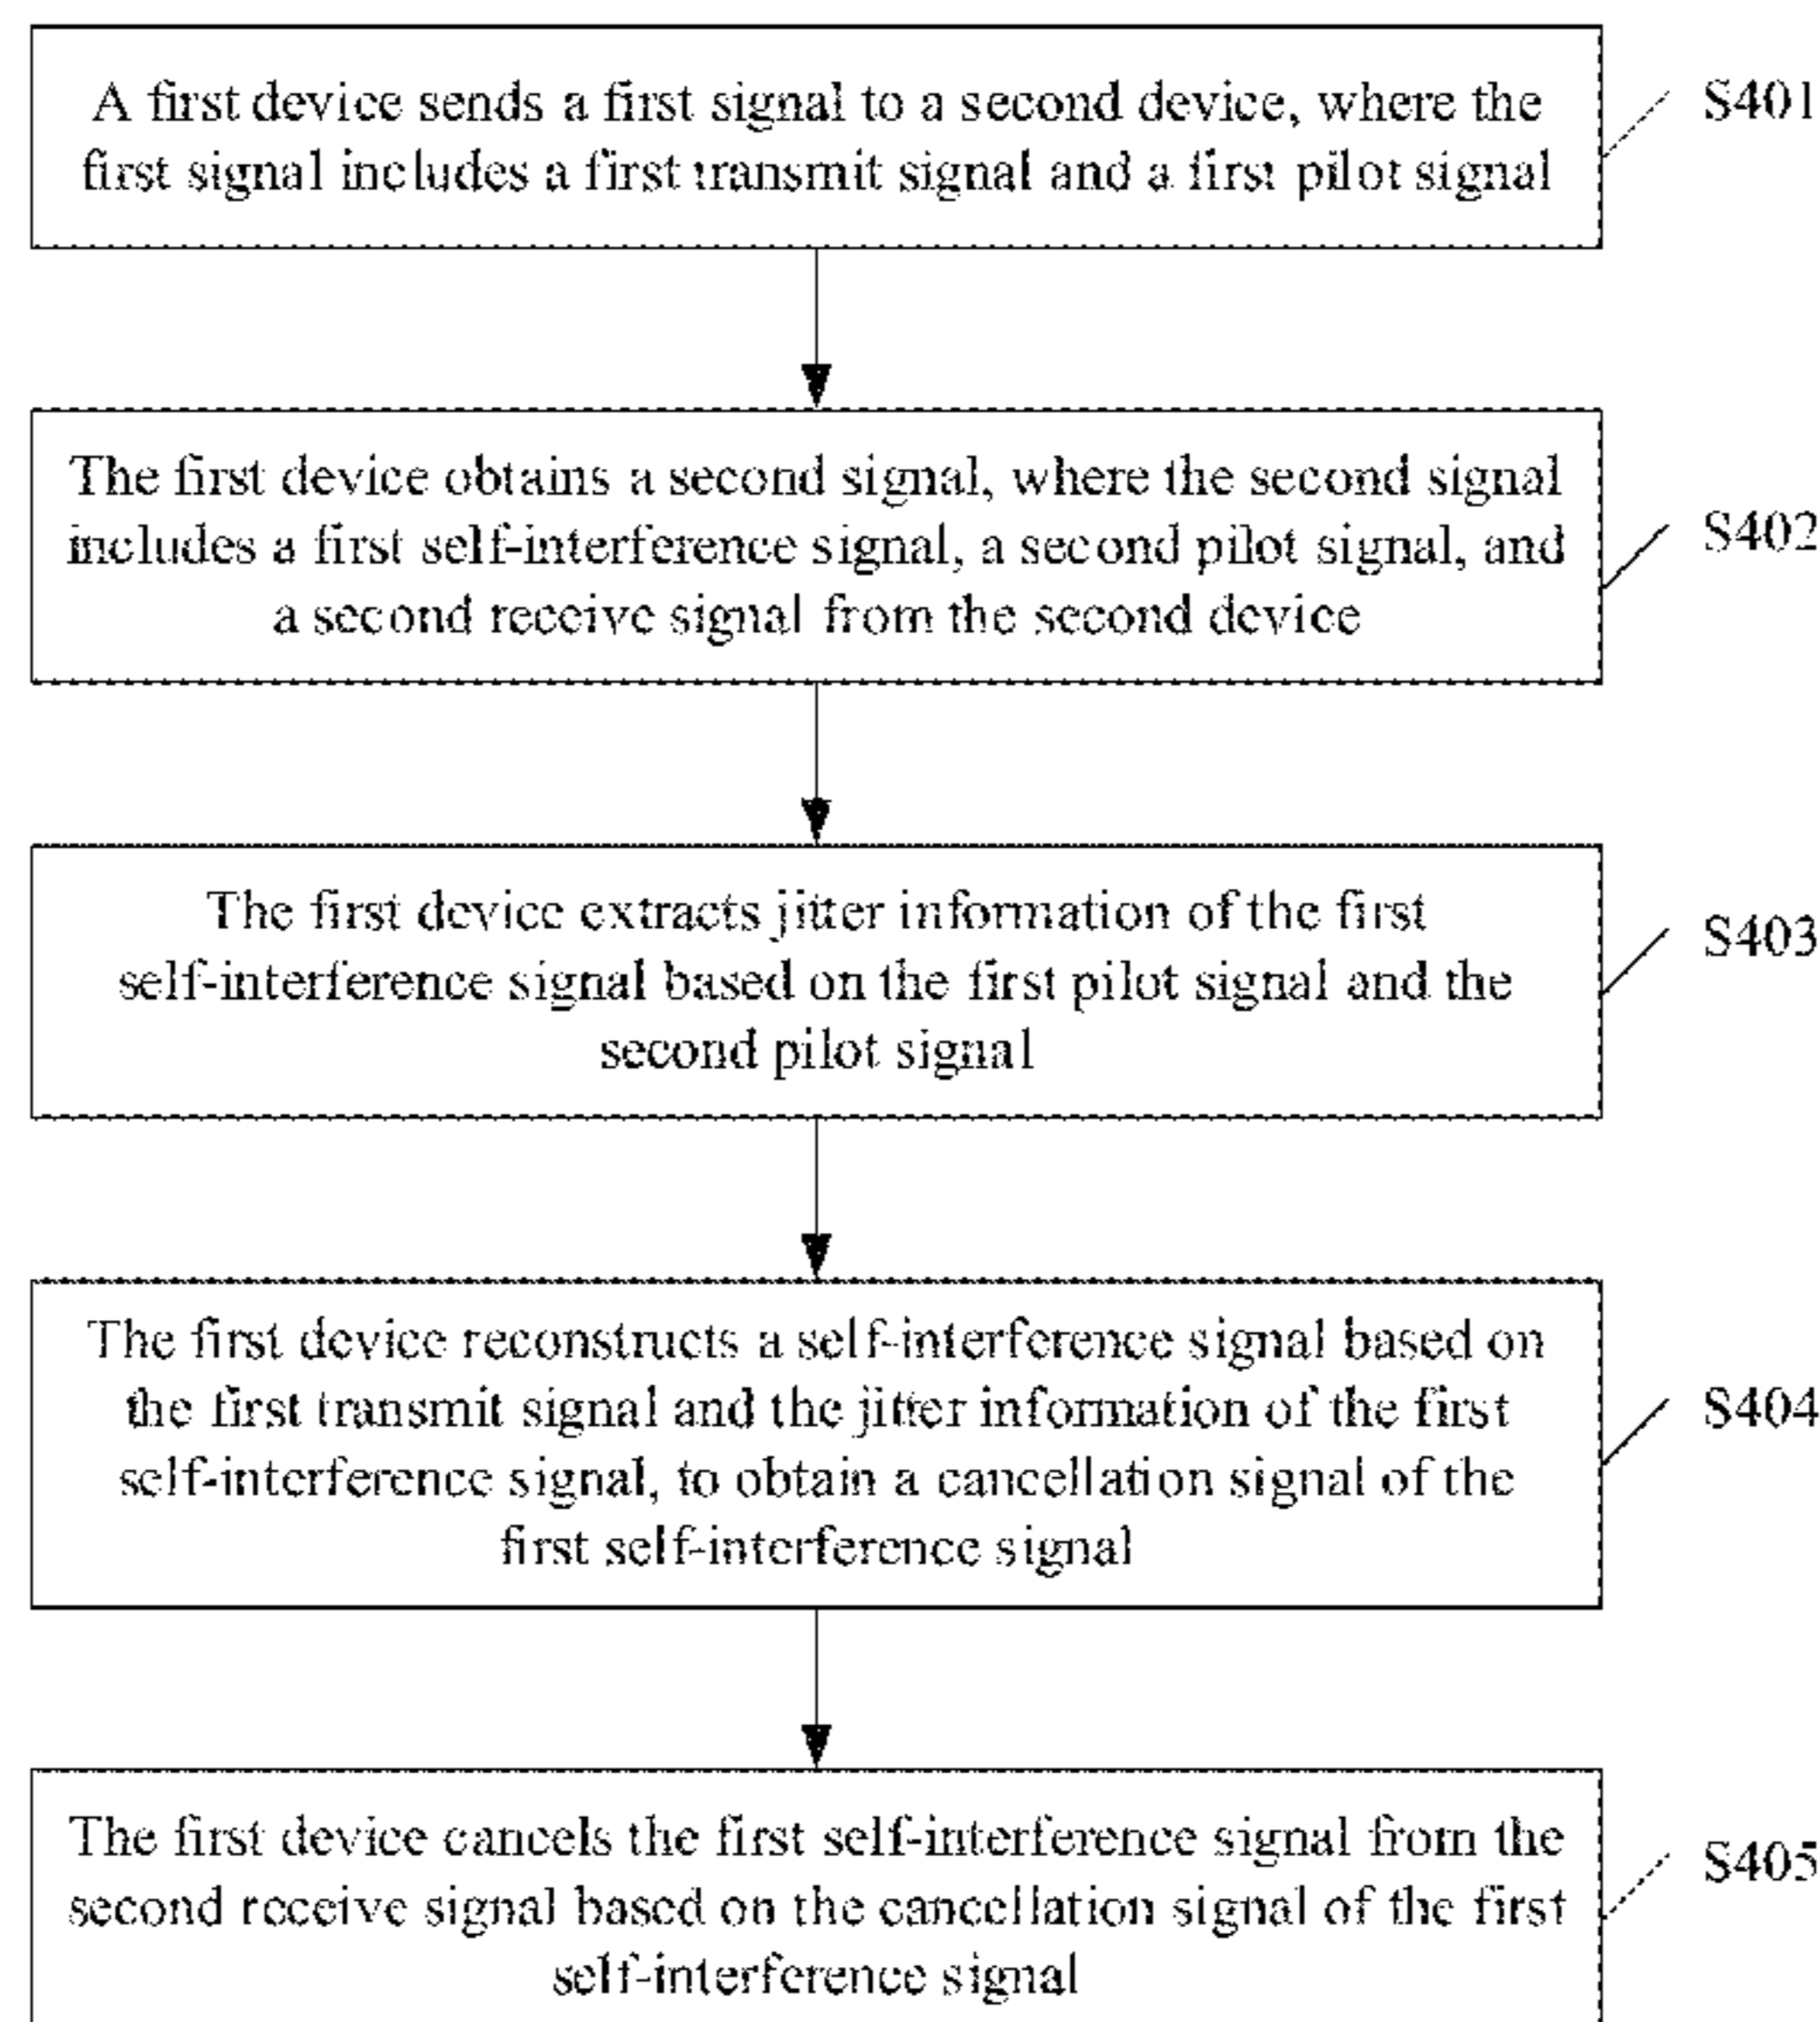 A first device sends a first signal to a second device, where the
first signal includes a first transmit signal and a first pilot signal
S401
The first device obtains a second signal, where the second signal
includes a first self-interference signal, a second pilot signal, and
a second receive signal from the second device
S402
The first device extracts jitter information of the first
self-interference signal based on the first pilot signal and the
second pilot signal
S403
The first device reconstructs a self-interference signal based on
the first transmit signal and the jitter information of the first
self-interference signal, to obtain a cancellation signal of the
first self-interference signal
S404
The first device cancels the first self-interference signal from the
second receive signal based on the cancellation signal of the first
self-interference signal
S405